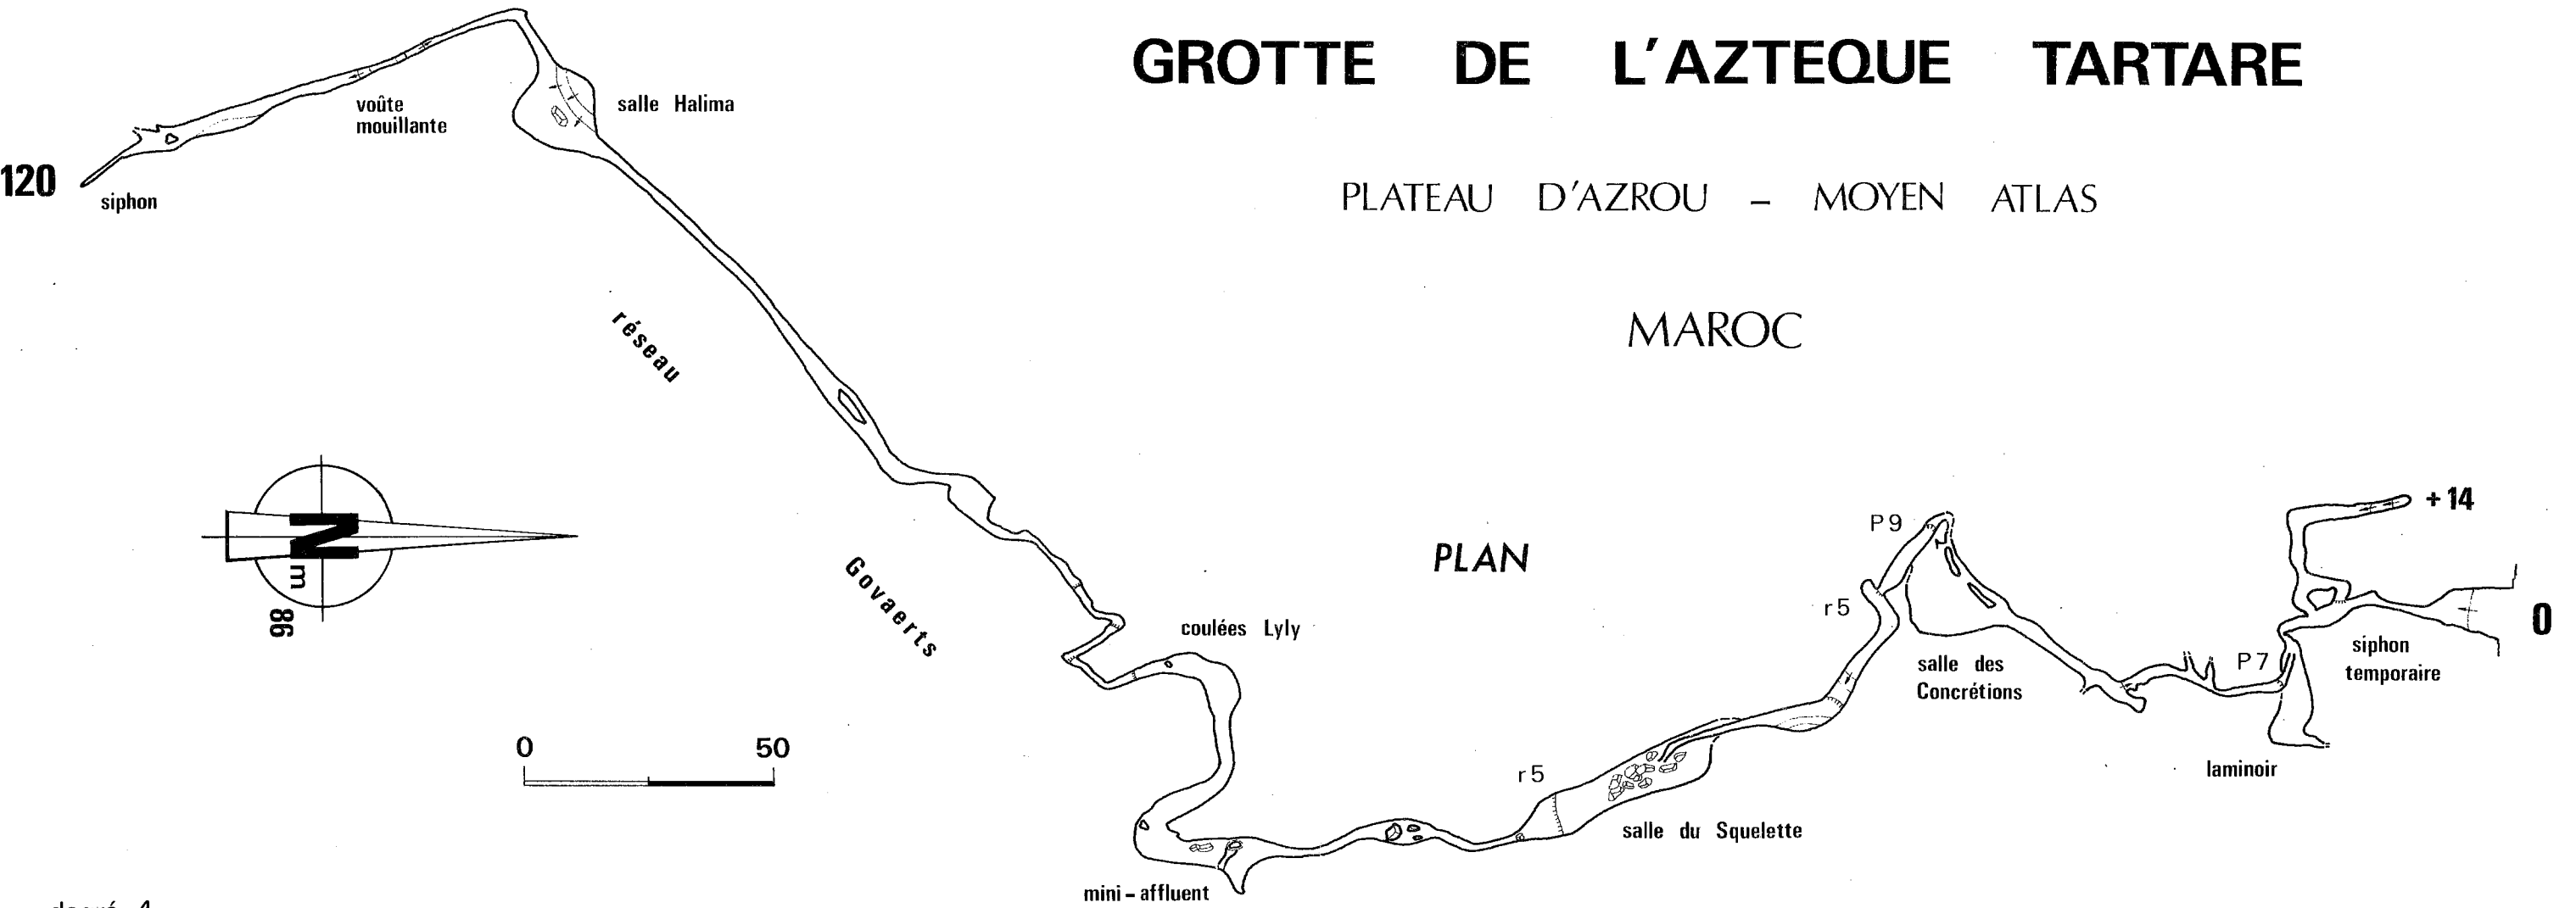 GROTTE DE L'AZTEQUE TARTARE
PLATEAU D'AZROU – MOYEN ATLAS
MAROC
PLAN
voûte
mouillante
salle Halima
120
siphon
réseau
Govaerts
N
m
86
0 50
coulées Lyly
mini-affluent
r5
salle du Squelette
r5
P9
salle des
Concrétions
P7
laminoir
siphon
temporaire
+14
0